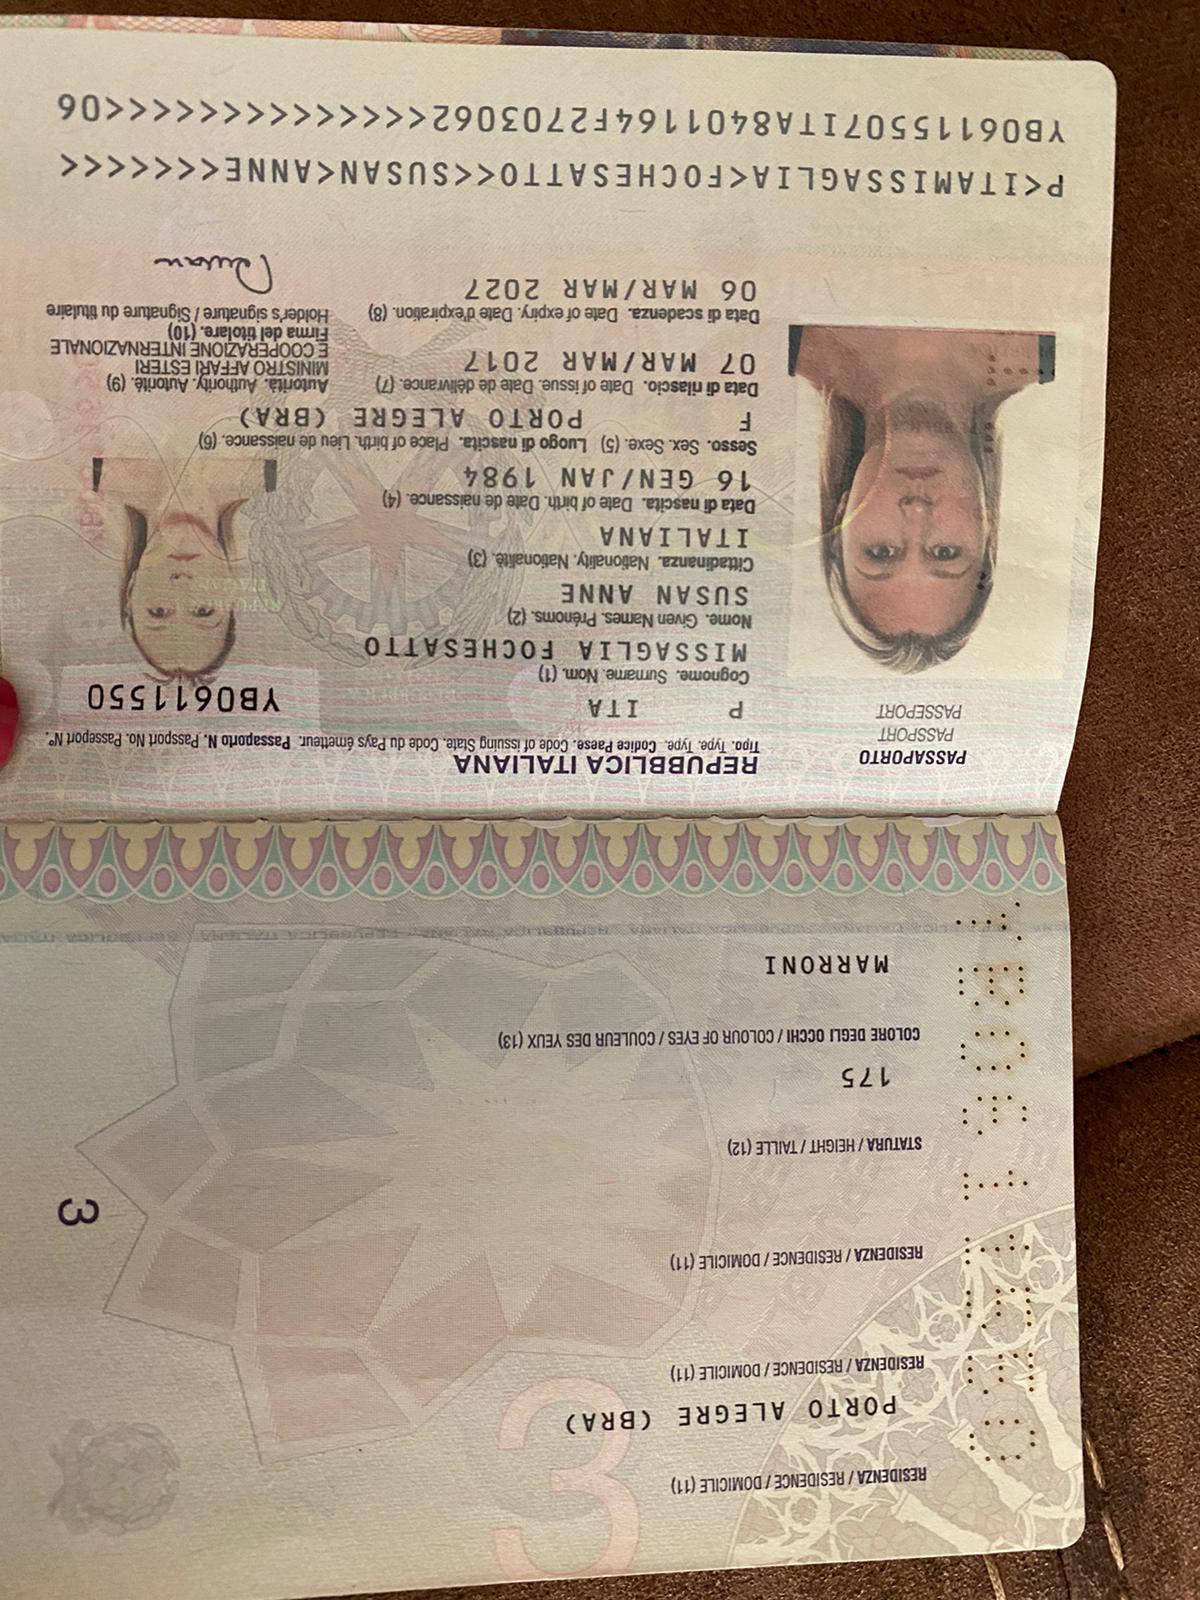 RESIDENZA / RESIDENCE / DOMICILE (11)
PORTO ALEGRE (BRA)
RESIDENZA / RESIDENCE / DOMICILE (11)
RESIDENZA / RESIDENCE / DOMICILE (11)
STATURA / HEIGHT / TAILLE (12)
175
COLORE DEGLI OCCHI / COLOUR OF EYES / COULEUR DES YEUX (13)
MARRONI
3
3
REPUBBLICA ITALIANA
PASSAPORTO
PASSPORT
PASSEPORT
Tipo. Type. Type. Codice Paese. Code of issuing State. Code du Pays émetteur. Passaporto N. Passport No. Passeport N°.
P ITA YB0611550
Cognome. Surname. Nom. (1)
MISSAGLIA FOCHESATTO
Nome. Given Names. Prénoms. (2)
SUSAN ANNE
Cittadinanza. Nationality. Nationalité. (3)
ITALIANA
Data di nascita. Date of birth. Date de naissance. (4)
16 GEN/JAN 1984
Sesso. Sex. Sexe. (5) Luogo di nascita. Place of birth. Lieu de naissance. (6)
F PORTO ALEGRE (BRA)
Data di rilascio. Date of issue. Date de délivrance. (7)
07 MAR/MAR 2017
Data di scadenza. Date of expiry. Date d'expiration. (8)
06 MAR/MAR 2027
Autorità. Authority. Autorité. (9)
MINISTRO AFFARI ESTERI
E COOPERAZIONE INTERNAZIONALE
Firma del titolare. (10)
Holder's signature / Signature du titulaire
Susan
P<ITAMISSAGLIA<FOCHESATTO<<SUSAN<ANNE<<<<<<<
YB06115507ITA8401164F2703062<<<<<<<<<<<<<<06